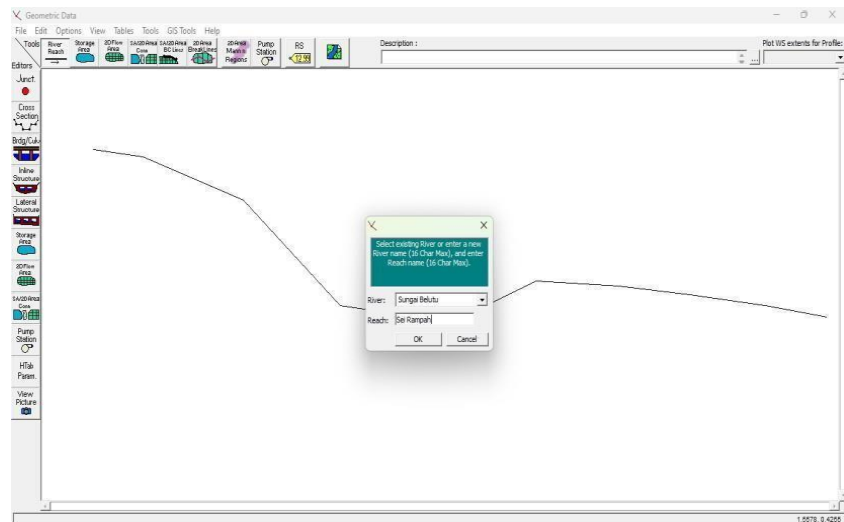 Geometric Data
File Edit Options View Tables Tools GIS Tools Help
Tools
River Reach
Storage Area
2D Flow Area
SA/2D Area Conn
SA/2D Area BC Lines
2D Area BreakLines
2D Area Mann n Regions
Pump Station
RS
Description :
Plot WS extents for Profile:
...
Editors
Junct.
Cross Section
Brdg/Culv
Inline Structure
Lateral Structure
Storage Area
2D Flow Area
SA/2D Area Conn
Pump Station
HTab Param.
View Picture
Select existing River or enter a new
River name (16 Char Max), and enter
Reach name (16 Char Max).
River: Sungai Belutu
Reach: Sei Rampah
OK Cancel
1.5578, 0.4255